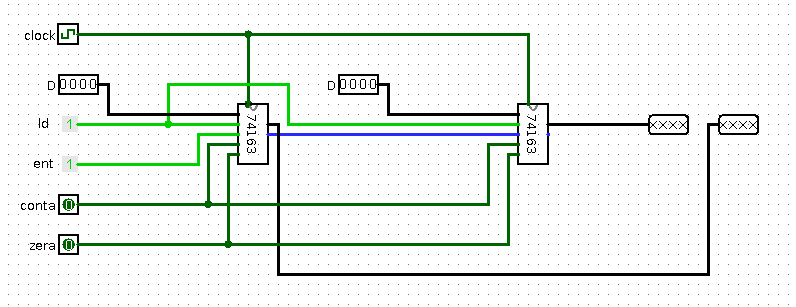 clock
D 0000 D 0000
ld 1 74163 74163 xxxx xxxx
ent 1
conta 0
zera 0